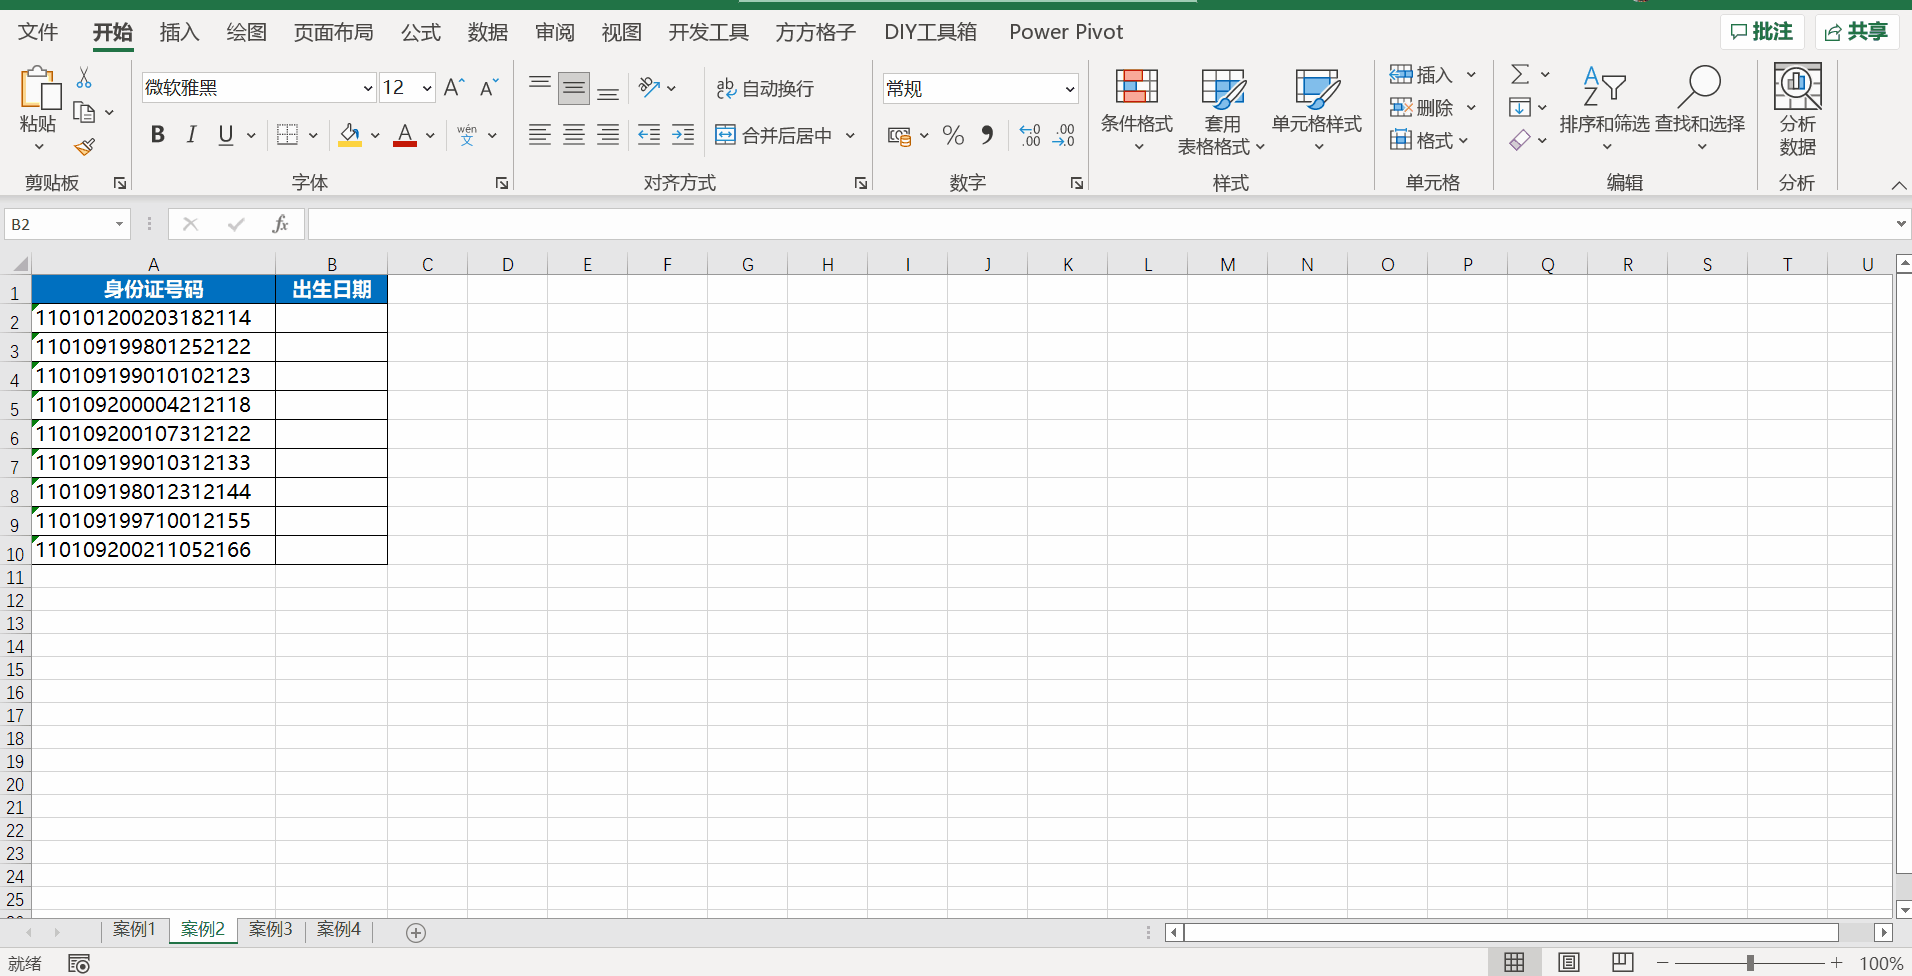 文件 开始 插入 绘图 页面布局 公式 数据 审阅 视图 开发工具 方方格子 DIY工具箱 Power Pivot 批注 共享
微软雅黑 12 A A ab 自动换行 常规 条件格式 套用 表格格式 单元格样式 插入 删除 格式 排序和筛选 查找和选择 分析 数据
粘贴 B I U A wén 文 合并后居中 % .00 .0
剪贴板 字体 对齐方式 数字 样式 单元格 编辑 分析
B2 fx
A B C D E F G H I J K L M N O P Q R S T U
1 身份证号码 出生日期
2 110101200203182114
3 110109199801252122
4 110109199010102123
5 110109200004212118
6 110109200107312122
7 110109199010312133
8 110109198012312144
9 110109199710012155
10 110109200211052166
11
12
13
14
15
16
17
18
19
20
21
22
23
24
25
案例1 案例2 案例3 案例4
就绪 100%